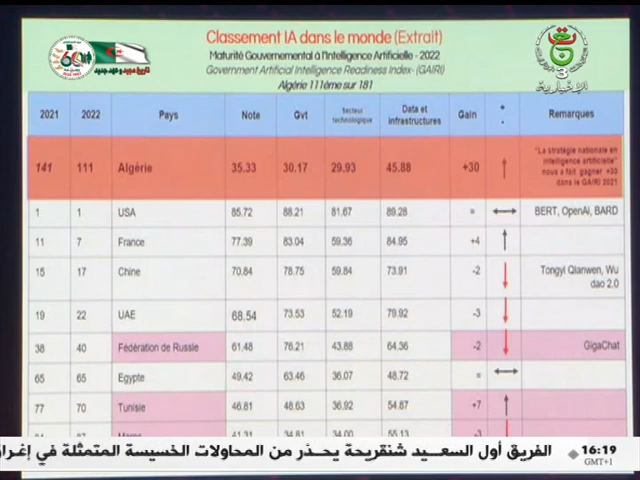 Classement IA dans le monde (Extrait)
Maturité Gouvernemental à l'Intelligence Artificielle - 2022
Government Artificial Intelligence Readiness Index- (GAIRI)
Algérie 111ème sur 181
60
3
الإخبارية
2021 2022 Pays Note Gvt Secteur technologique Data et infrastructures Gain + - Remarques
141 111 Algérie 35.33 30.17 29.93 45.88 +30 "La stratégie nationale en intelligence artificielle" nous a fait gagner +30 dans le GAIRI 2021
1 1 USA 85.72 88.21 81.67 89.28 = BERT, OpenAI, BARD
11 7 France 77.39 83.04 59.36 84.95 +4
15 17 Chine 70.84 78.75 59.84 73.91 -2 Tongyi Qianwen, Wu dao 2.0
19 22 UAE 68.54 73.53 52.19 79.92 -3
38 40 Fédération de Russie 61.48 76.21 43.88 64.36 -2 GigaChat
65 65 Egypte 49.42 63.46 36.07 48.72 =
77 70 Tunisie 46.81 48.63 36.92 54.87 +7
الفريق أول السعيد شنقريحة يحذر من المحاولات الخسيسة المتمثلة في إغراق
16:19
GMT+1